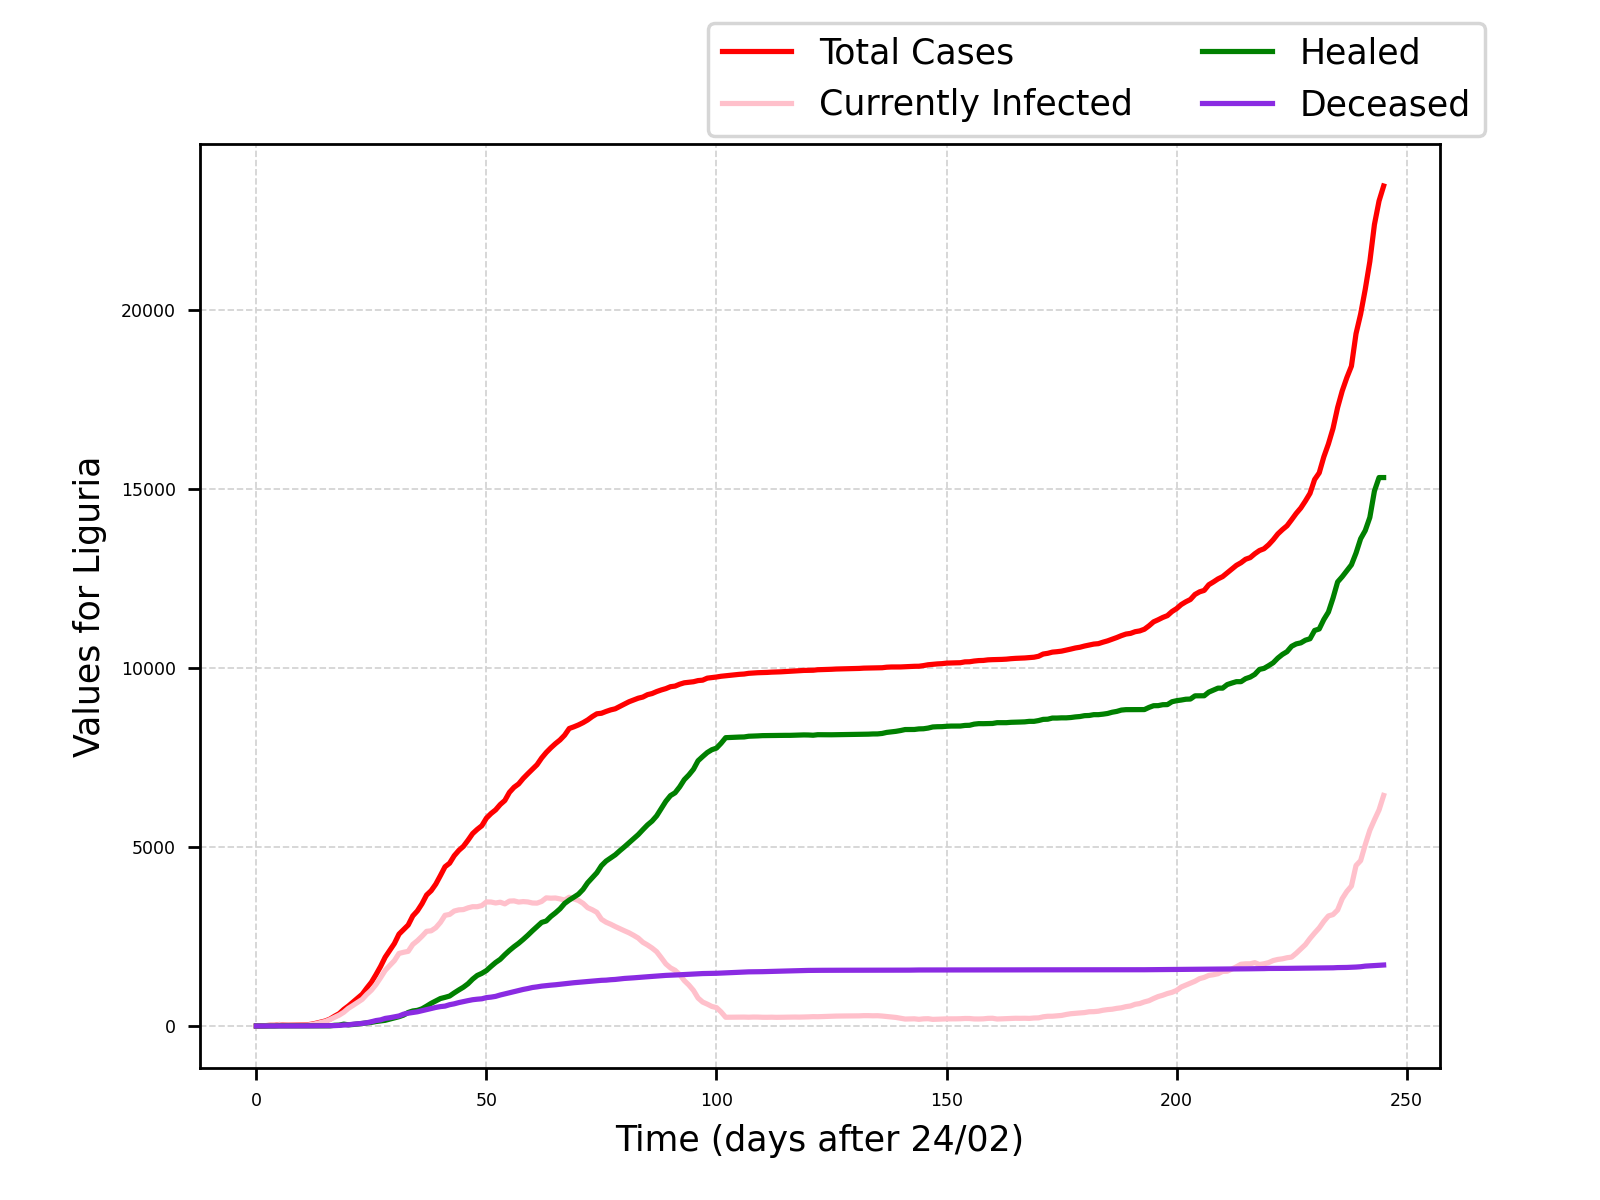 Total Cases
Currently Infected
Healed
Deceased
Values for Liguria
20000
15000
10000
5000
0
0
50
100
150
200
250
Time (days after 24/02)